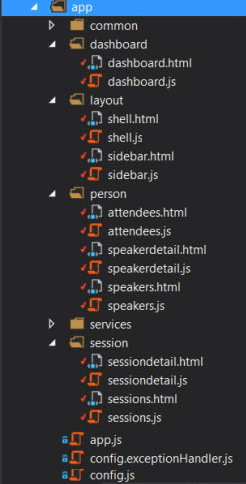 app
common
dashboard
dashboard.html
dashboard.js
layout
shell.html
shell.js
sidebar.html
sidebar.js
person
attendees.html
attendees.js
speakerdetail.html
speakerdetail.js
speakers.html
speakers.js
services
session
sessiondetail.html
sessiondetail.js
sessions.html
sessions.js
app.js
config.exceptionHandler.js
config.js